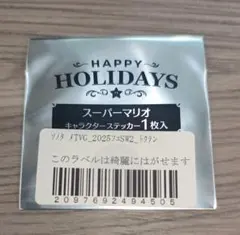 HAPPY
HOLIDAYS
スーパーマリオ
キャラクターステッカー1枚入
このラベルは綺麗にはがせます
2097692494505